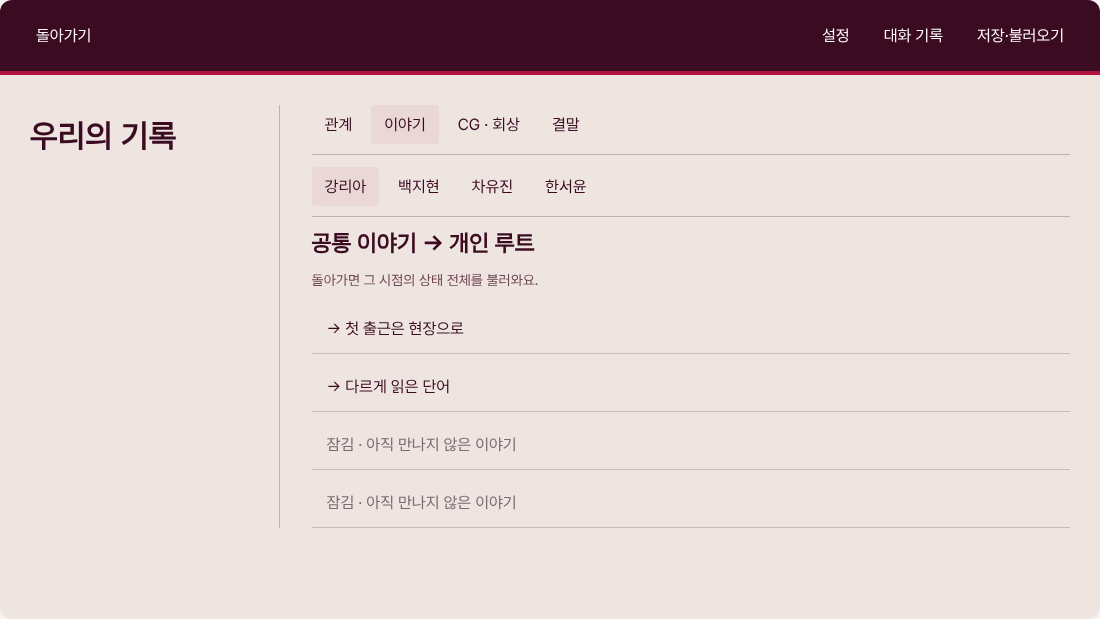 돌아가기
설정 대화 기록 저장·불러오기
우리의 기록
관계 이야기 CG · 회상 결말
강리아 백지현 차유진 한서윤
공통 이야기 → 개인 루트
돌아가면 그 시점의 상태 전체를 불러와요.
→ 첫 출근은 현장으로
→ 다르게 읽은 단어
잠김 · 아직 만나지 않은 이야기
잠김 · 아직 만나지 않은 이야기